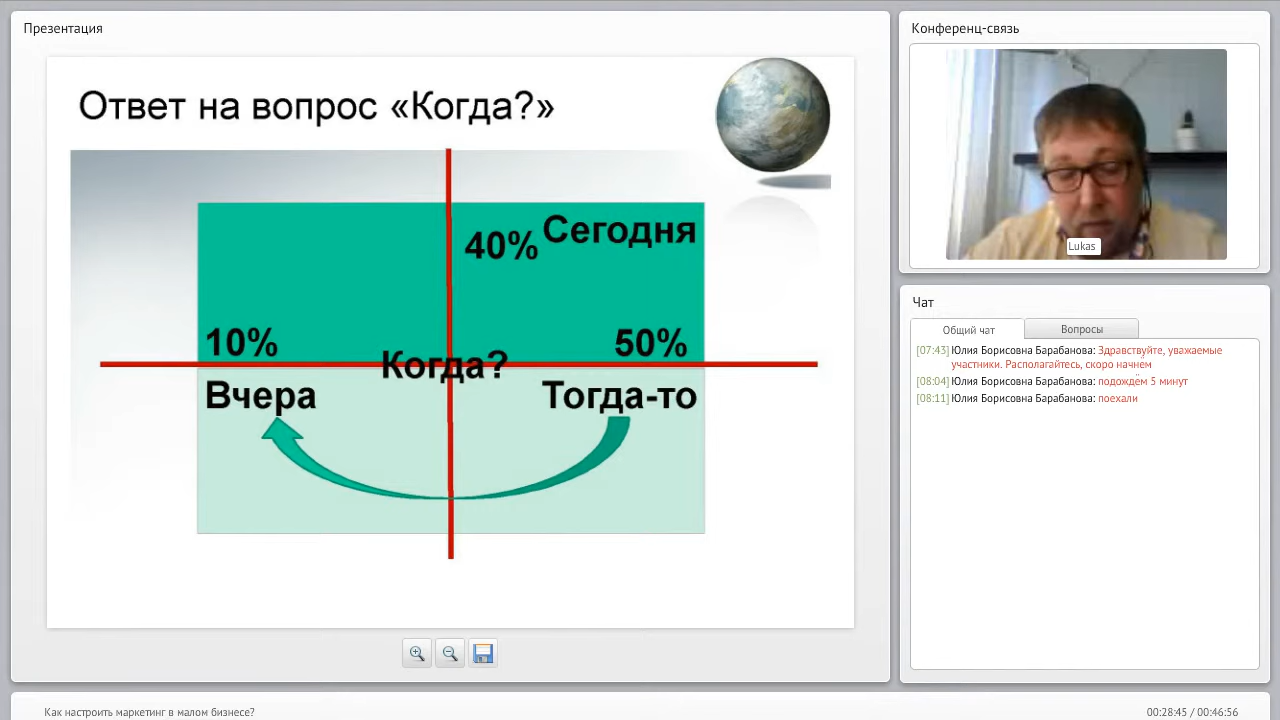 Презентация
Ответ на вопрос «Когда?»
40% Сегодня
10%
50%
Когда?
Вчера
Тогда-то
Конференц-связь
Lukas
Чат
Общий чат
Вопросы
[07:43] Юлия Борисовна Барабанова: Здравствуйте, уважаемые
участники. Располагайтесь, скоро начнём
[08:04] Юлия Борисовна Барабанова: подождём 5 минут
[08:11] Юлия Борисовна Барабанова: поехали
Как настроить маркетинг в малом бизнесе?
00:28:45 / 00:46:56